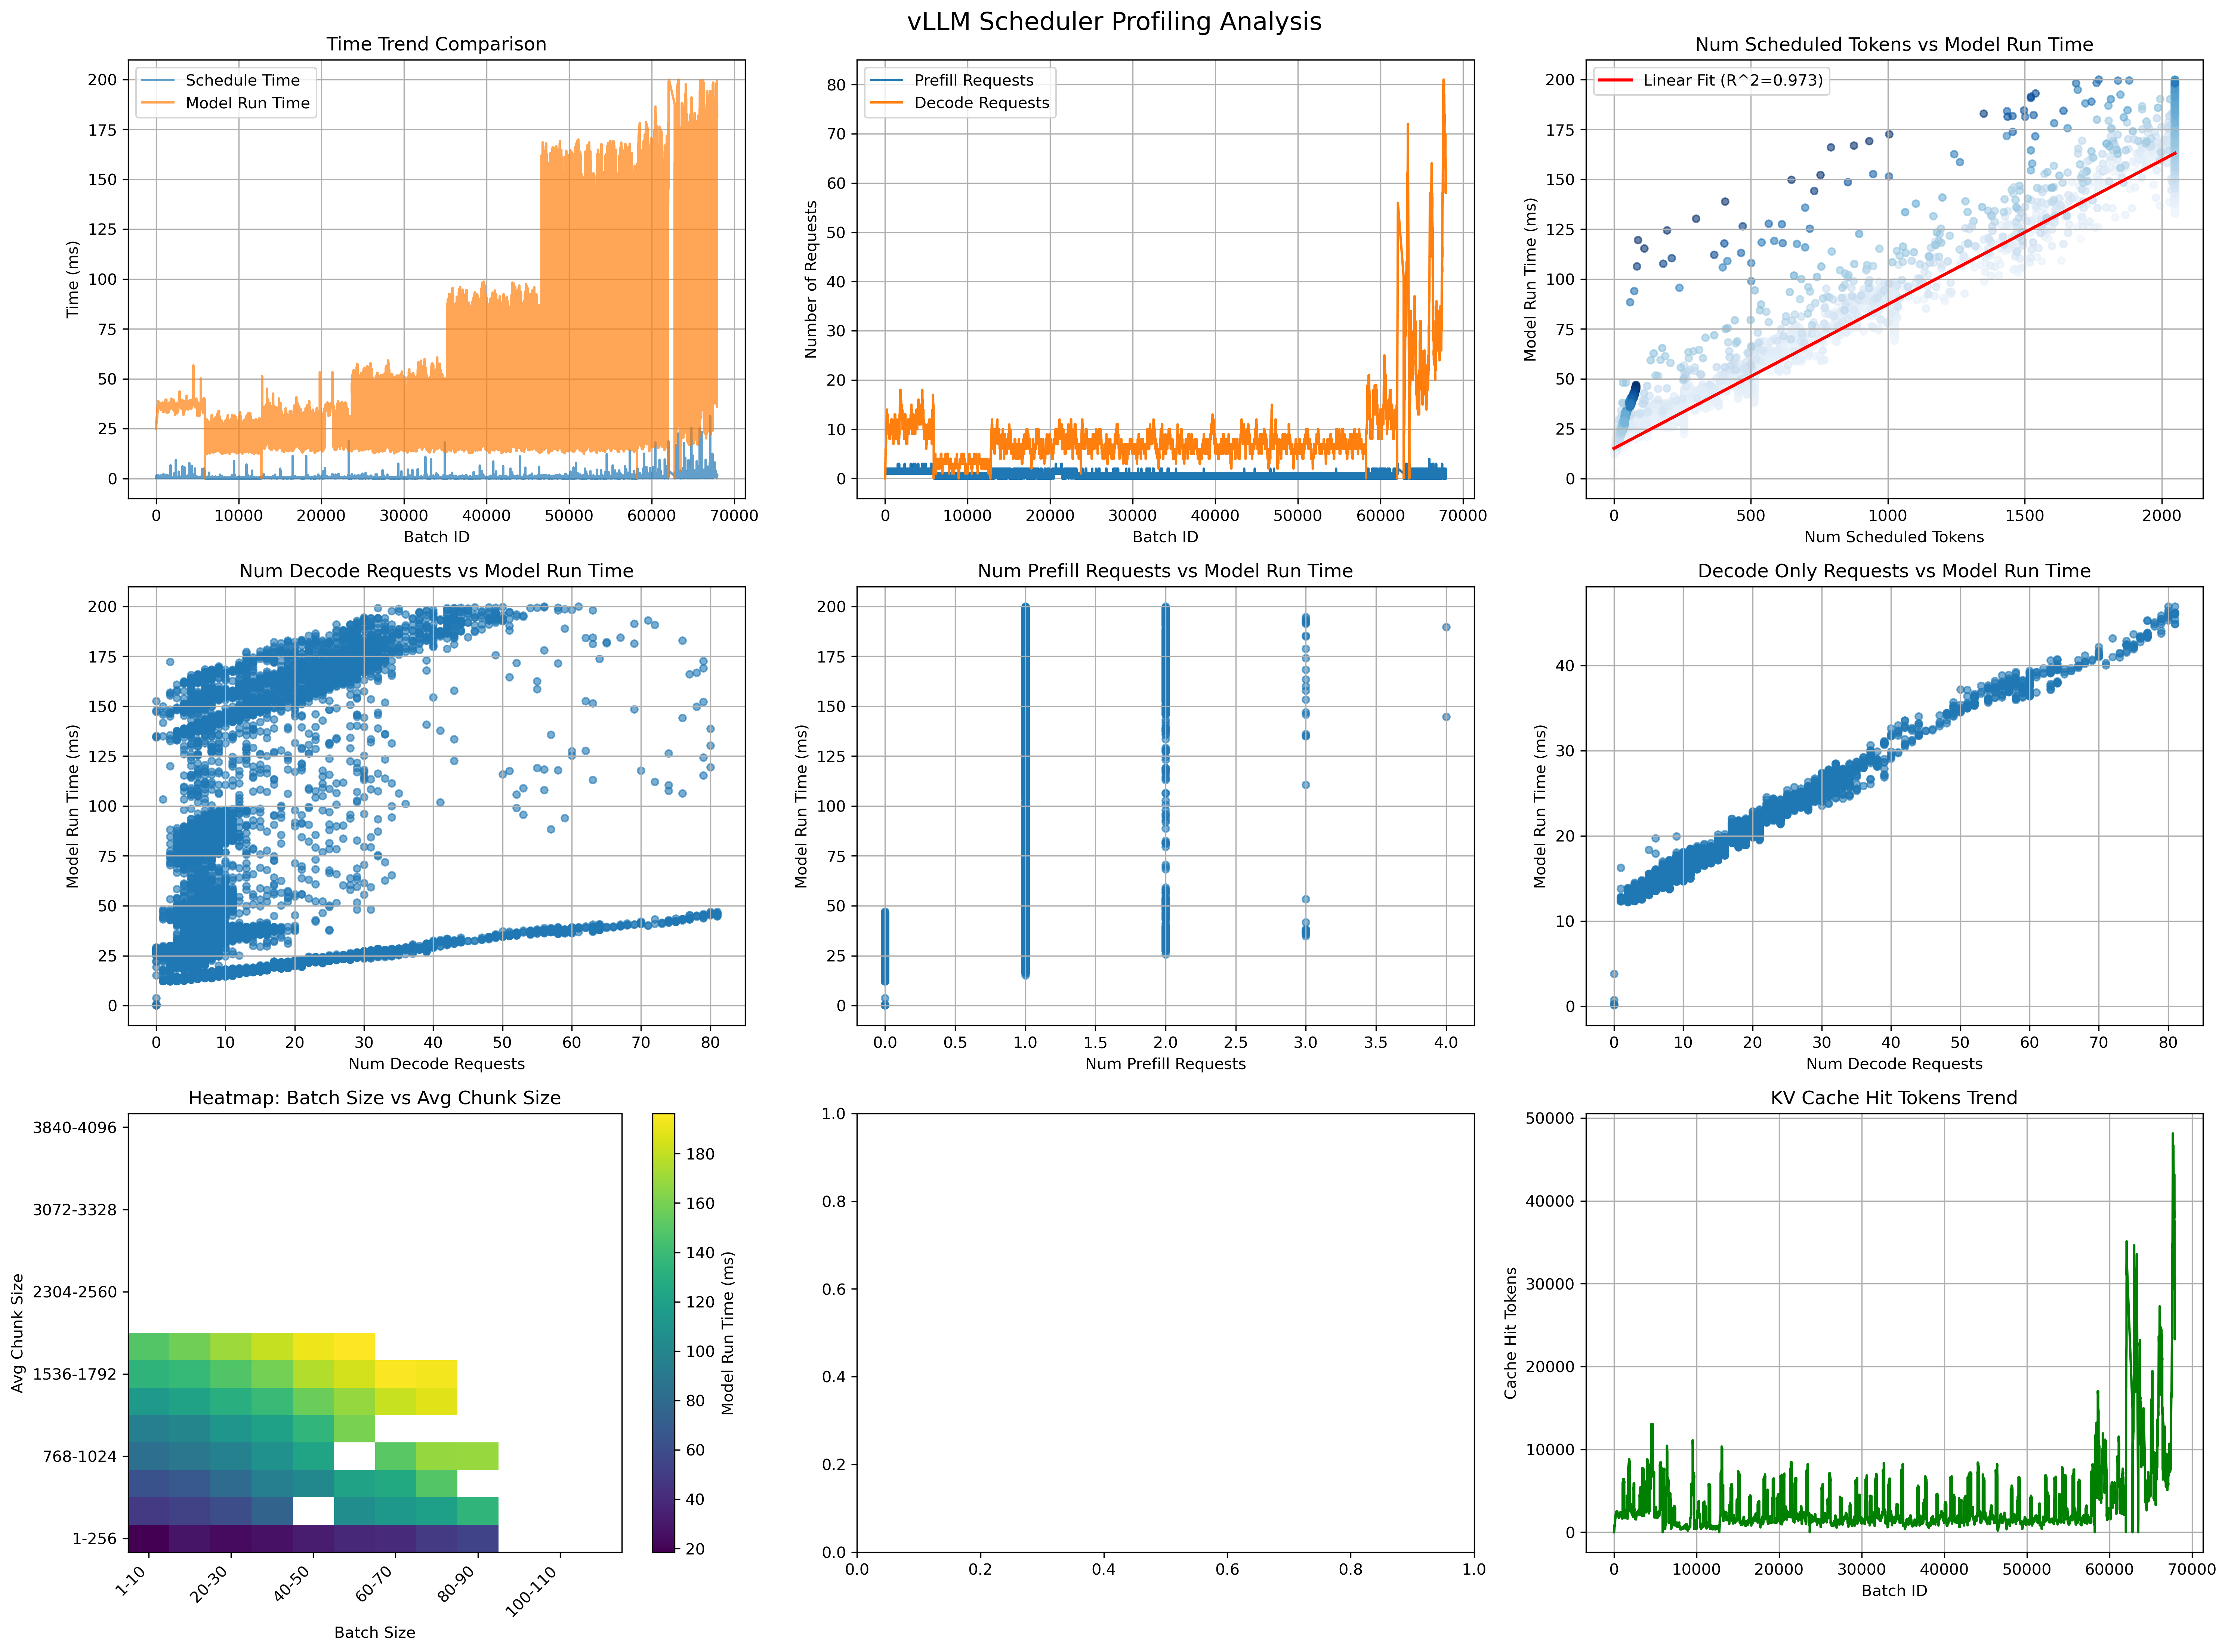 vLLM Scheduler Profiling Analysis
Time Trend Comparison
Schedule Time
Model Run Time
200
175
150
125
100
75
50
25
0
Time (ms)
0 10000 20000 30000 40000 50000 60000 70000
Batch ID
Prefill Requests
Decode Requests
80
70
60
50
40
30
20
10
0
Number of Requests
0 10000 20000 30000 40000 50000 60000 70000
Batch ID
Num Scheduled Tokens vs Model Run Time
Linear Fit (R^2=0.973)
200
175
150
125
100
75
50
25
0
Model Run Time (ms)
0 500 1000 1500 2000
Num Scheduled Tokens
Num Decode Requests vs Model Run Time
200
175
150
125
100
75
50
25
0
Model Run Time (ms)
0 10 20 30 40 50 60 70 80
Num Decode Requests
Num Prefill Requests vs Model Run Time
200
175
150
125
100
75
50
25
0
Model Run Time (ms)
0.0 0.5 1.0 1.5 2.0 2.5 3.0 3.5 4.0
Num Prefill Requests
Decode Only Requests vs Model Run Time
40
30
20
10
0
Model Run Time (ms)
0 10 20 30 40 50 60 70 80
Num Decode Requests
Heatmap: Batch Size vs Avg Chunk Size
3840-4096
3072-3328
2304-2560
1536-1792
768-1024
1-256
Avg Chunk Size
1-10 20-30 40-50 60-70 80-90 100-110
Batch Size
180
160
140
120
100
80
60
40
20
Model Run Time (ms)
1.0
0.8
0.6
0.4
0.2
0.0
0.0 0.2 0.4 0.6 0.8 1.0
KV Cache Hit Tokens Trend
50000
40000
30000
20000
10000
0
Cache Hit Tokens
0 10000 20000 30000 40000 50000 60000 70000
Batch ID